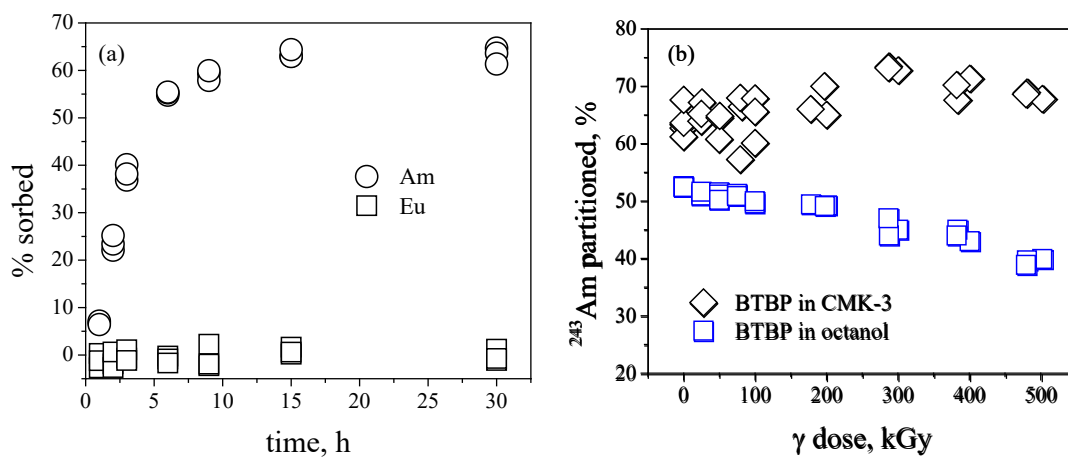 (a)
70
60
50
40
30
20
10
0
% sorbed
Am
Eu
0 5 10 15 20 25 30
time, h
(b)
80
70
60
50
40
30
20
²⁴³Am partitioned, %
BTBP in CMK-3
BTBP in octanol
0 100 200 300 400 500
γ dose, kGy